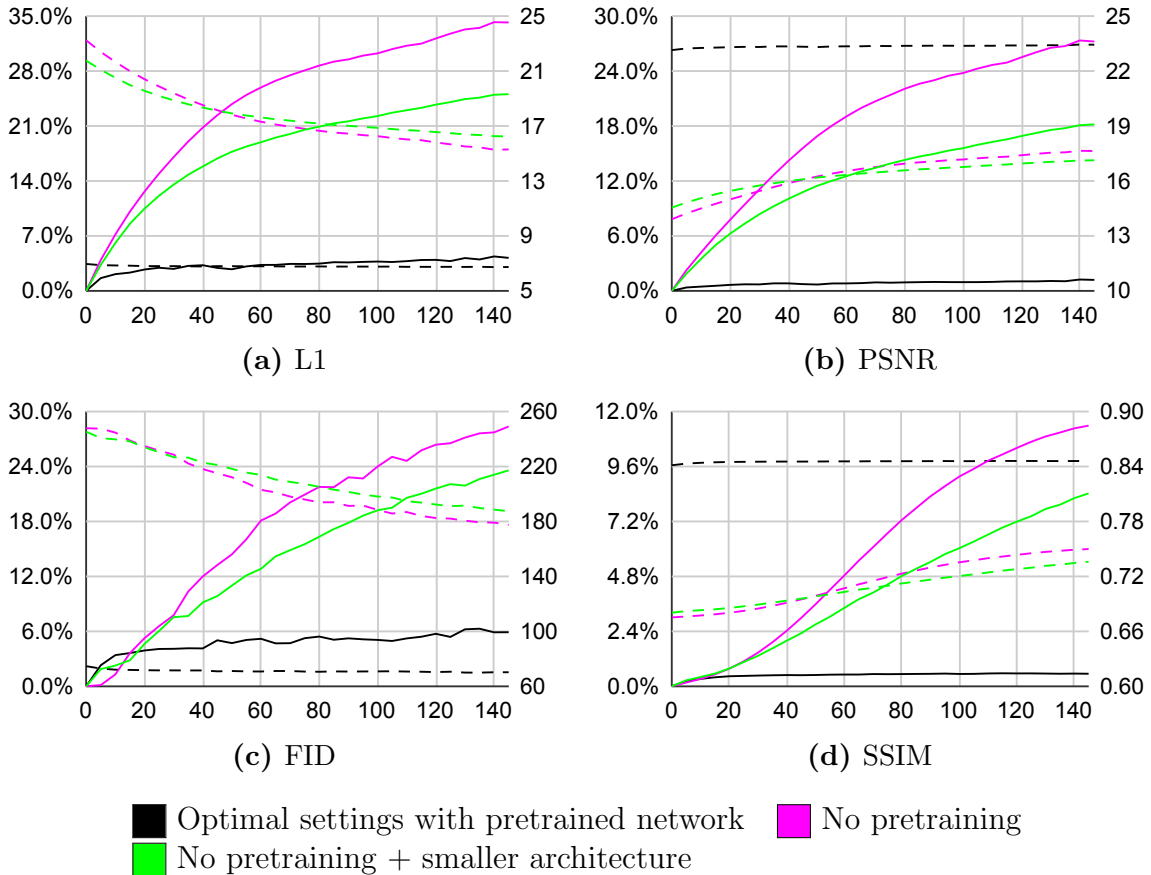 35.0% 25 30.0% 25
28.0% 21 24.0% 22
21.0% 17 18.0% 19
14.0% 13 12.0% 16
7.0% 9 6.0% 13
0.0% 5 0.0% 10
0 20 40 60 80 100 120 140 0 20 40 60 80 100 120 140
(a) L1 (b) PSNR
30.0% 260 12.0% 0.90
24.0% 220 9.6% 0.84
18.0% 180 7.2% 0.78
12.0% 140 4.8% 0.72
6.0% 100 2.4% 0.66
0.0% 60 0.0% 0.60
0 20 40 60 80 100 120 140 0 20 40 60 80 100 120 140
(c) FID (d) SSIM
Optimal settings with pretrained network No pretraining
No pretraining + smaller architecture